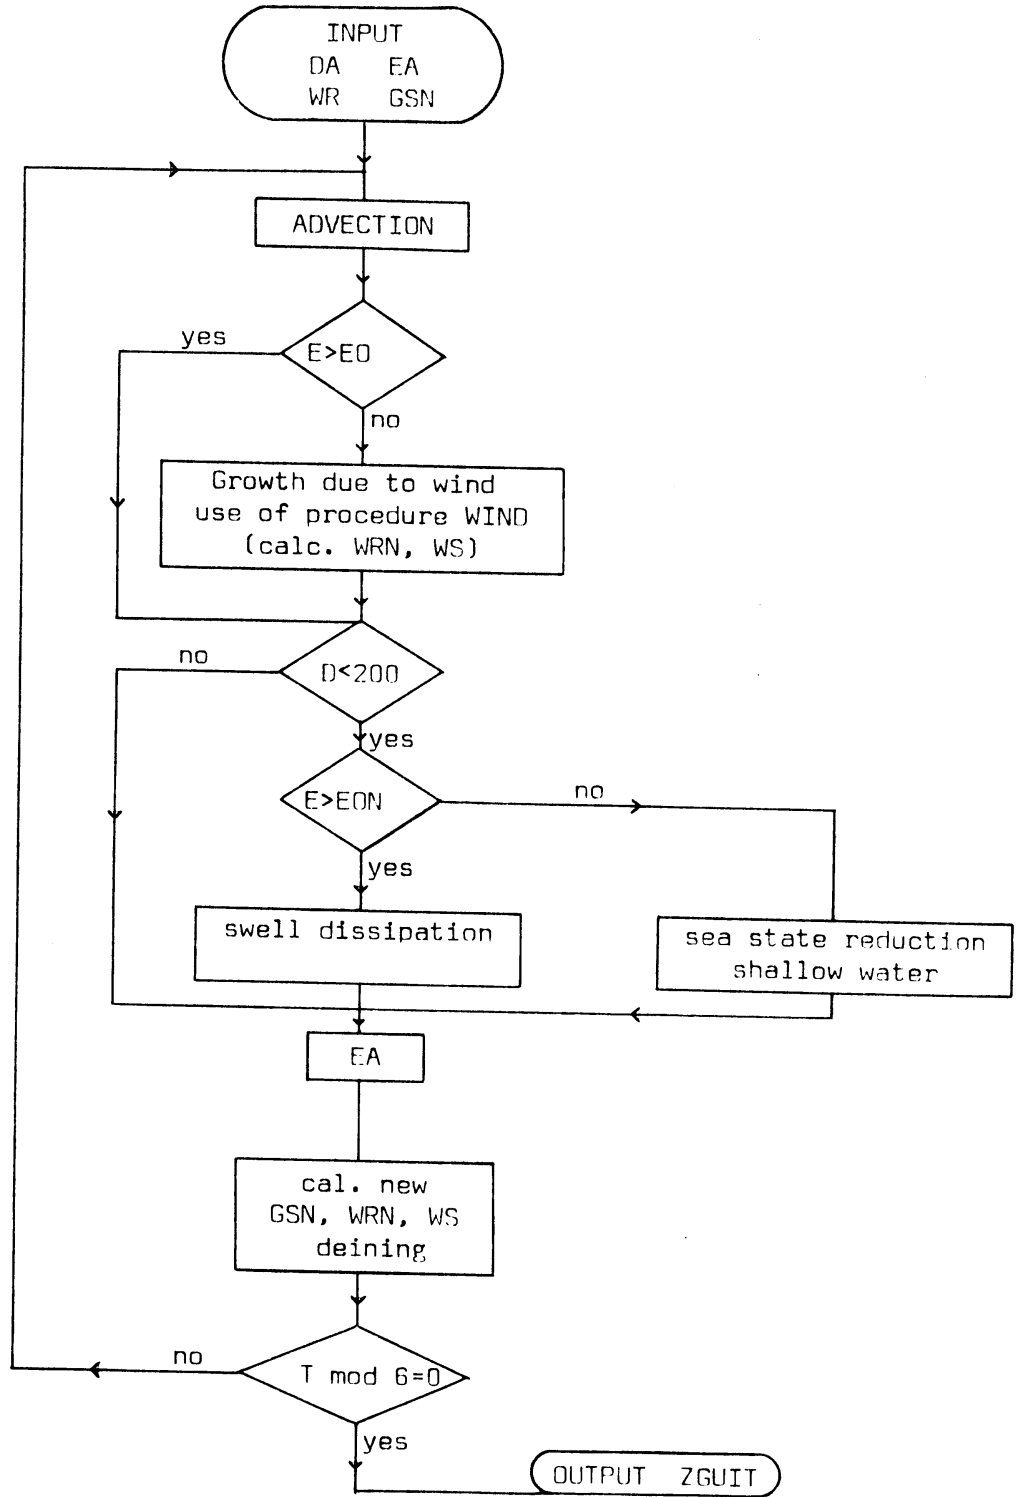 INPUT
DA EA
WR GSN
ADVECTION
yes
E>EO
no
Growth due to wind
use of procedure WIND
(calc. WRN, WS)
no
D<200
yes
E>EON
no
yes
swell dissipation
sea state reduction
shallow water
EA
cal. new
GSN, WRN, WS
deining
no
T mod 6=0
yes
OUTPUT ZGUIT